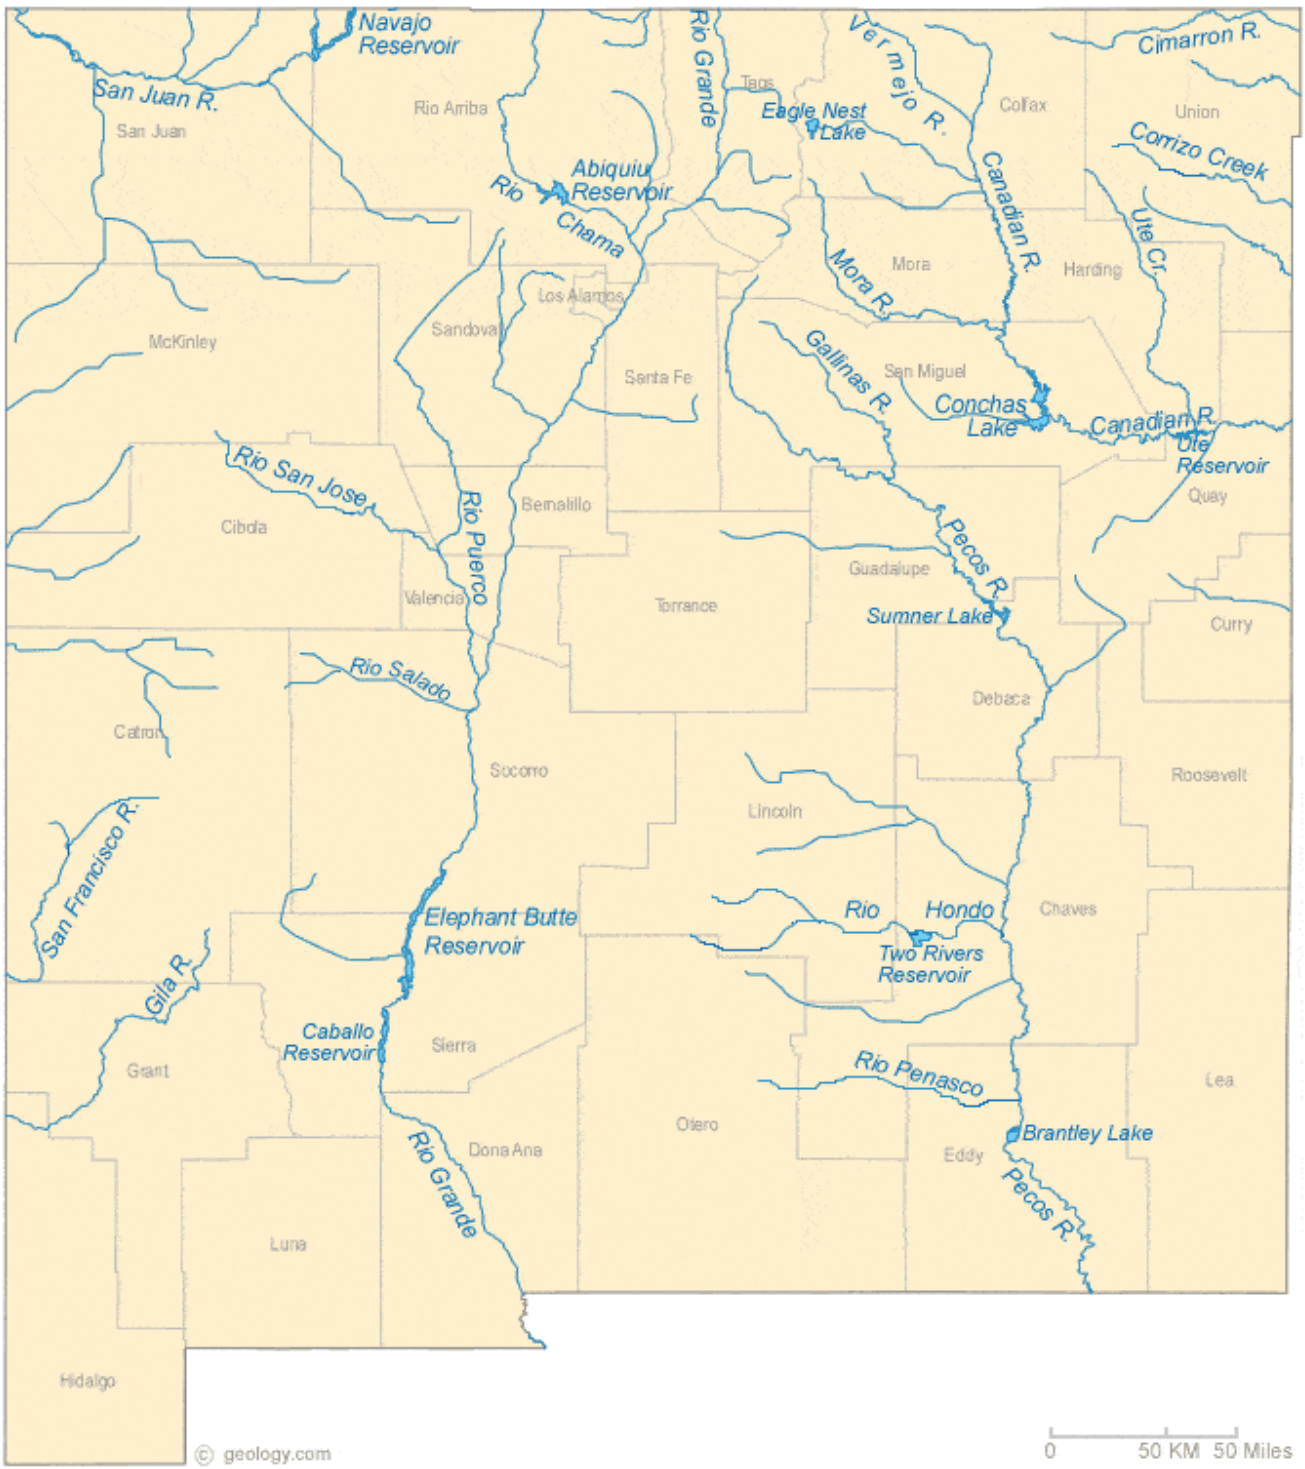 Navajo
Reservoir
San Juan R.
San Juan
Rio Arriba
Rio Grande
Taos
Eagle Nest
Lake
Vermejo R.
Colfax
Cimarron R.
Union
Corrizo Creek
Abiquiu
Reservoir
Rio
Chama
Canadian R.
Ute Cr.
Mora
Mora R.
Harding
Los Alamos
Sandoval
McKinley
Santa Fe
Gallinas R.
San Miguel
Conchas
Lake
Canadian R.
Ute
Reservoir
Quay
Rio San Jose
Cibola
Rio Puerco
Bernalillo
Valencia
Torrance
Guadalupe
Pecos R.
Sumner Lake
Curry
Rio Salado
Catron
Socorro
Debaca
Roosevelt
Lincoln
San Francisco R.
Gila R.
Elephant Butte
Reservoir
Rio Hondo
Two Rivers
Reservoir
Chaves
Caballo
Reservoir
Sierra
Grant
Rio Penasco
Lea
Otero
Brantley Lake
Eddy
Pecos R.
Dona Ana
Rio Grande
Luna
Hidalgo
© geology.com
0 50 KM 50 Miles